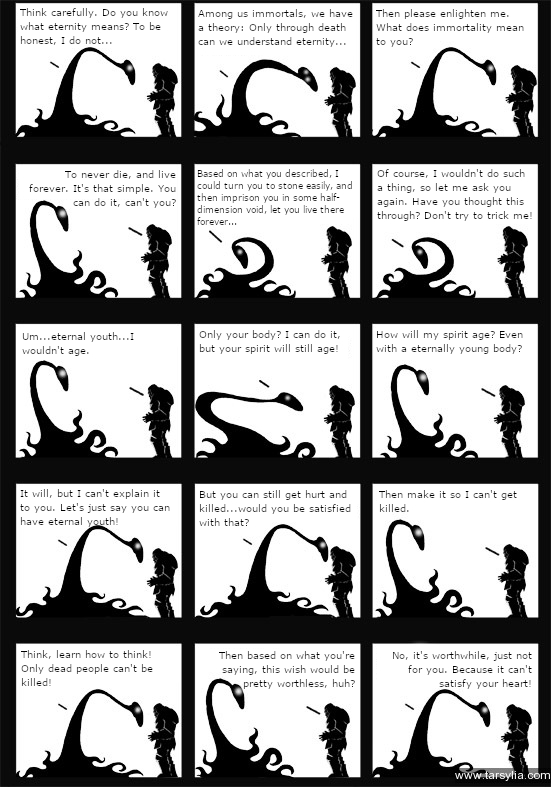 Think carefully. Do you know
what eternity means? To be
honest, I do not...
Among us immortals, we have
a theory: Only through death
can we understand eternity...
Then please enlighten me.
What does immortality mean
to you?
To never die, and live
forever. It's that simple. You
can do it, can't you?
Based on what you described, I
could turn you to stone easily, and
then imprison you in some half-
dimension void, let you live there
forever...
Of course, I wouldn't do such
a thing, so let me ask you
again. Have you thought this
through? Don't try to trick me!
Um...eternal youth...I
wouldn't age.
Only your body? I can do it,
but your spirit will still age!
How will my spirit age? Even
with a eternally young body?
It will, but I can't explain it
to you. Let's just say you can
have eternal youth!
But you can still get hurt and
killed...would you be satisfied
with that?
Then make it so I can't get
killed.
Think, learn how to think!
Only dead people can't be
killed!
Then based on what you're
saying, this wish would be
pretty worthless, huh?
No, it's worthwhile, just not
for you. Because it can't
satisfy your heart!
www.tarsylia.com